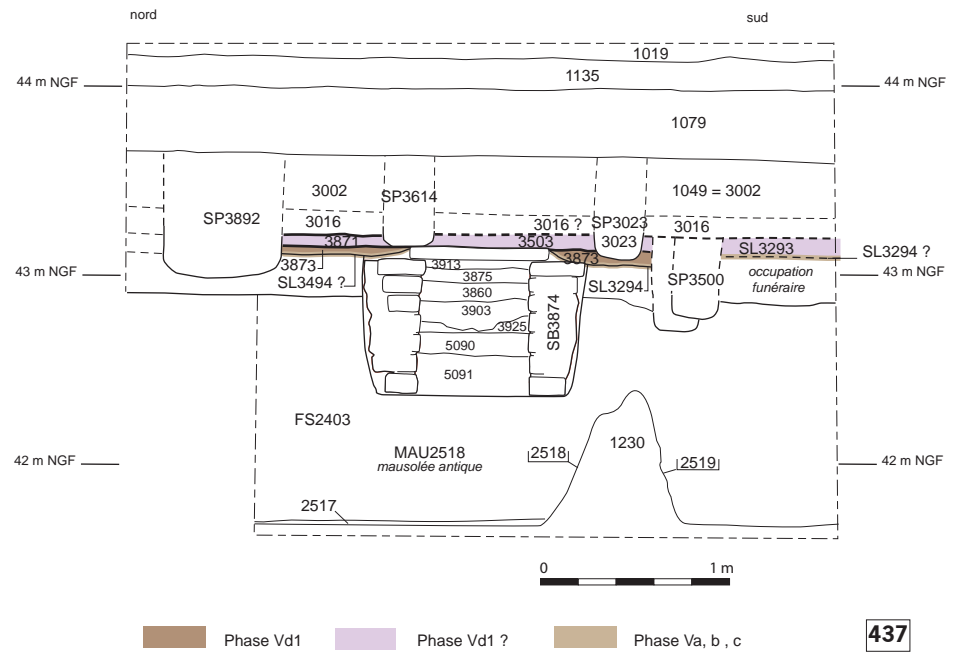 nord
sud
1019
44 m NGF
1135
44 m NGF
1079
3002
SP3614
1049 = 3002
SP3892
3016
3016 ?
SP3023
3016
3871
3503
3023
SL3293
SL3294 ?
3873
3913
3873
43 m NGF
SL3494 ?
3875
SL3294
SP3500
occupation
funéraire
43 m NGF
3860
3903
3925
SB3874
5090
5091
FS2403
MAU2518
mausolée antique
2518
1230
2519
42 m NGF
42 m NGF
2517
0 1 m
Phase Vd1
Phase Vd1 ?
Phase Va, b , c
437